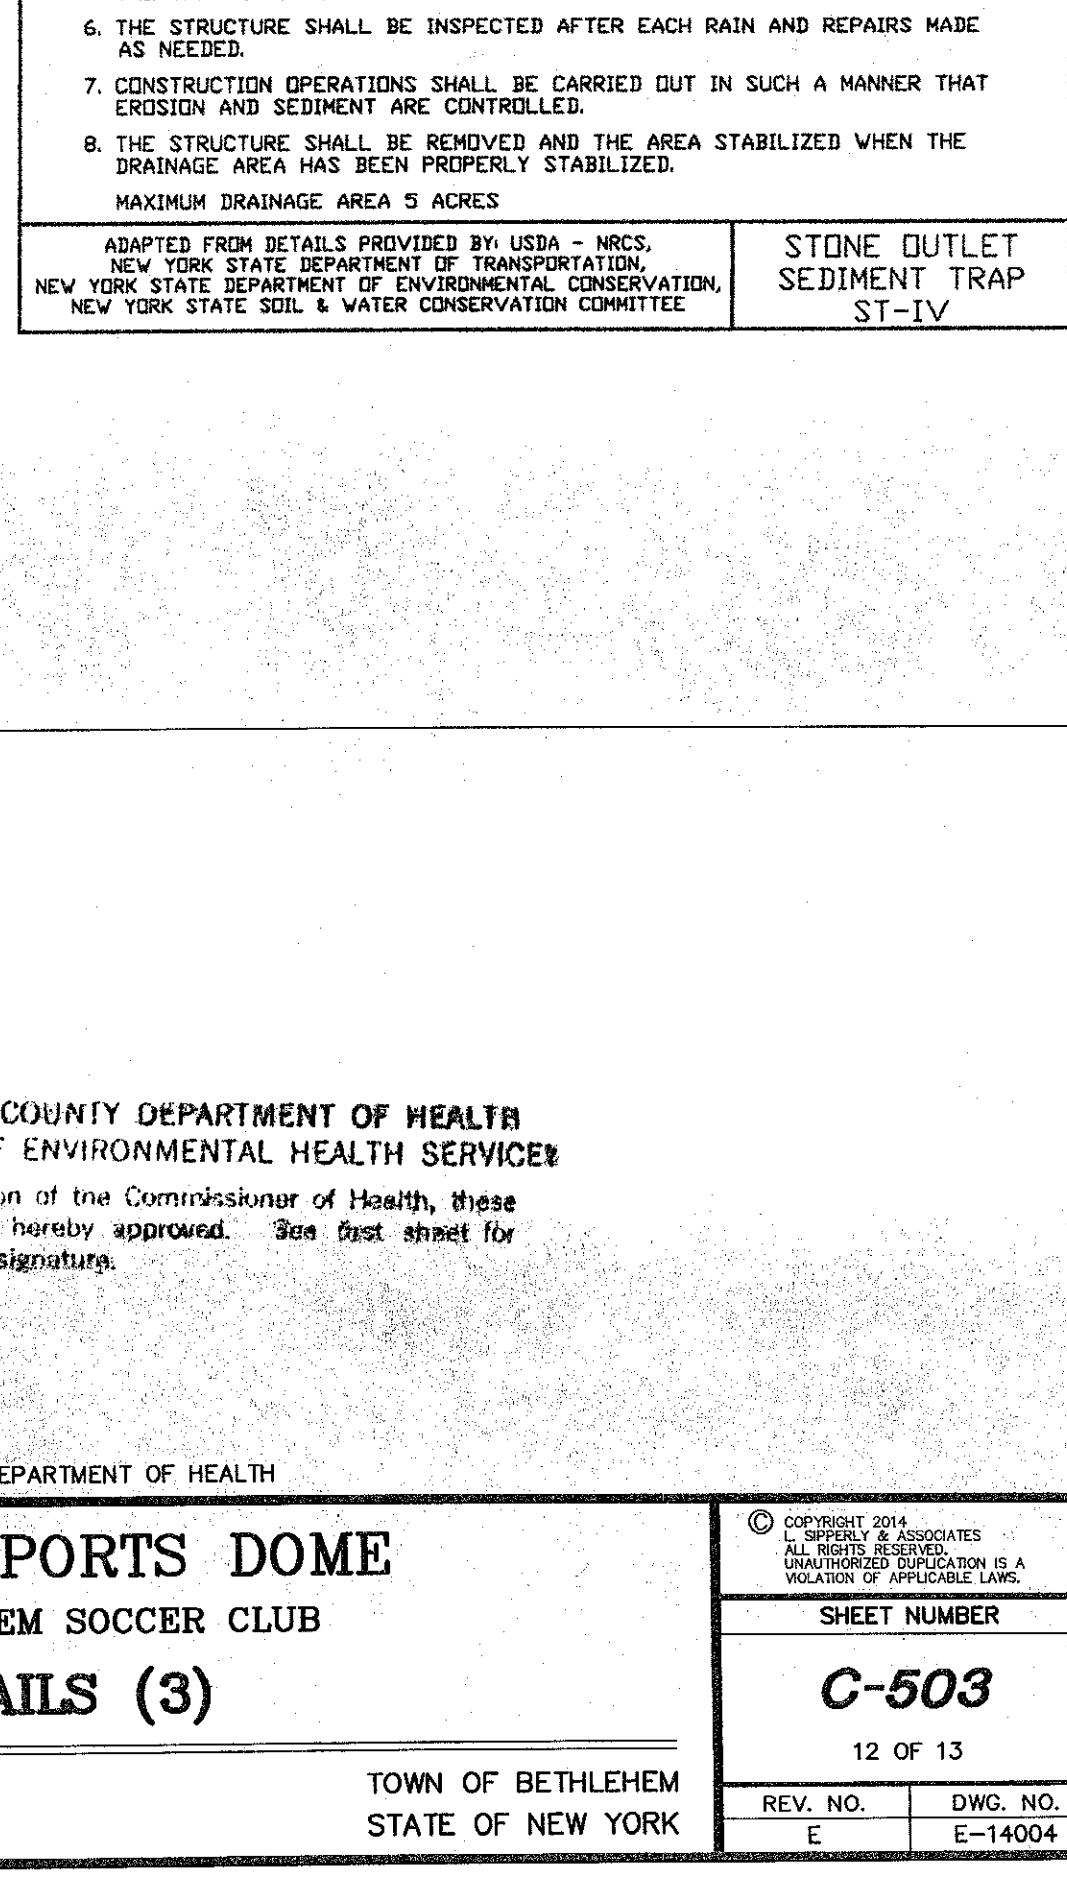 6. THE STRUCTURE SHALL BE INSPECTED AFTER EACH RAIN AND REPAIRS MADE
AS NEEDED.
7. CONSTRUCTION OPERATIONS SHALL BE CARRIED OUT IN SUCH A MANNER THAT
EROSION AND SEDIMENT ARE CONTROLLED.
8. THE STRUCTURE SHALL BE REMOVED AND THE AREA STABILIZED WHEN THE
DRAINAGE AREA HAS BEEN PROPERLY STABILIZED.
MAXIMUM DRAINAGE AREA 5 ACRES
ADAPTED FROM DETAILS PROVIDED BY: USDA - NRCS,
NEW YORK STATE DEPARTMENT OF TRANSPORTATION,
NEW YORK STATE DEPARTMENT OF ENVIRONMENTAL CONSERVATION,
NEW YORK STATE SOIL & WATER CONSERVATION COMMITTEE
STONE OUTLET
SEDIMENT TRAP
ST-IV
COUNTY DEPARTMENT OF HEALTH
F ENVIRONMENTAL HEALTH SERVICES
on of the Commissioner of Health, these
hereby approved. See first sheet for
signature.
EPARTMENT OF HEALTH
PORTS DOME
EM SOCCER CLUB
AILS (3)
TOWN OF BETHLEHEM
STATE OF NEW YORK
© COPYRIGHT 2014
L. SIPPERLY & ASSOCIATES
ALL RIGHTS RESERVED.
UNAUTHORIZED DUPLICATION IS A
VIOLATION OF APPLICABLE LAWS.
SHEET NUMBER
C-503
12 OF 13
REV. NO.
E
DWG. NO.
E-14004